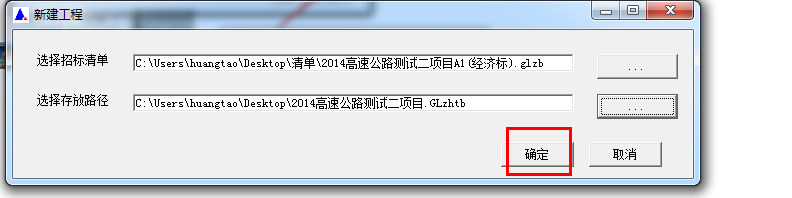 新建工程
选择招标清单 C:\Users\huangtao\Desktop\清单\2014高速公路测试二项目A1(经济标).glzb ...
选择存放路径 C:\Users\huangtao\Desktop\2014高速公路测试二项目.GLzhtb ...
确定 取消